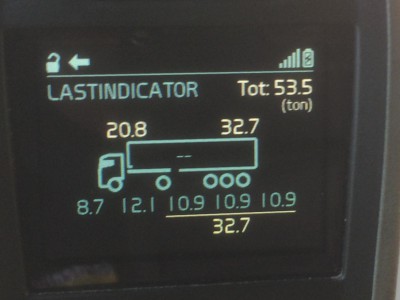 LASTINDICATOR Tot: 53.5
(ton)
20.8 32.7
--
8.7 12.1 10.9 10.9 10.9
32.7